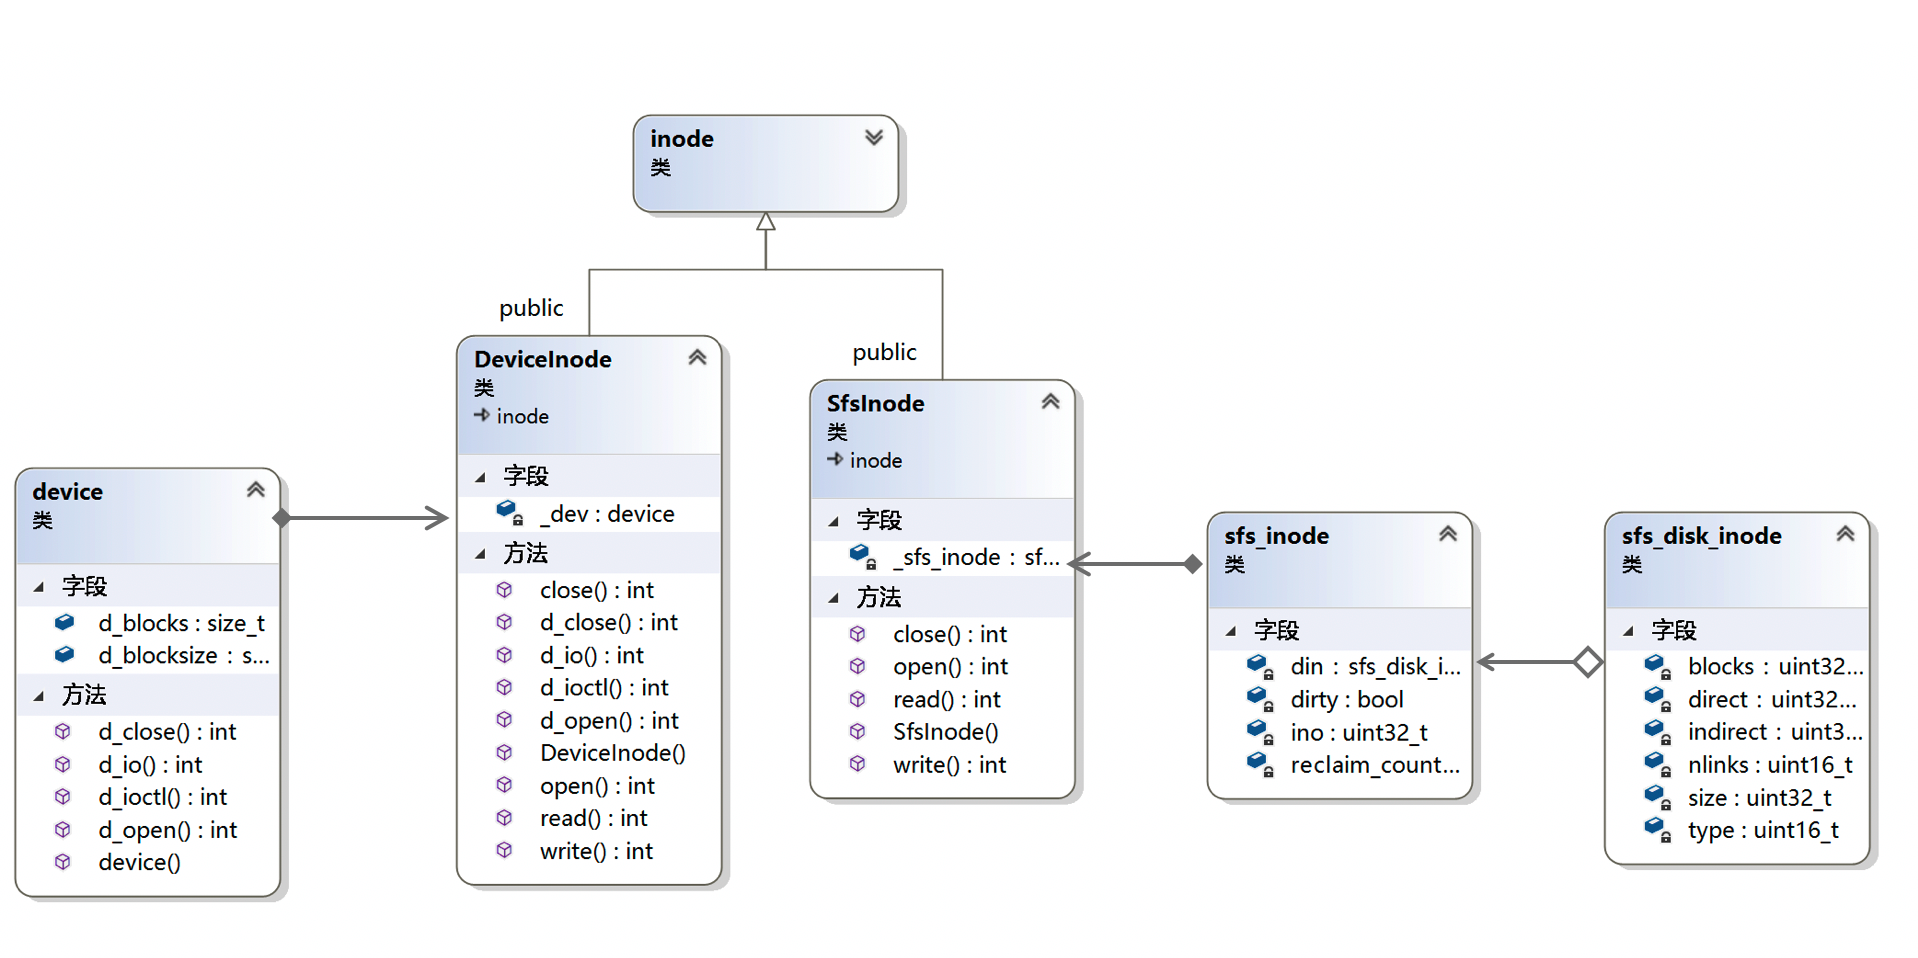 inode
类
public
public
DeviceInode
类
inode
字段
_dev : device
方法
close() : int
d_close() : int
d_io() : int
d_ioctl() : int
d_open() : int
DeviceInode()
open() : int
read() : int
write() : int
SfsInode
类
inode
字段
_sfs_inode : sf...
方法
close() : int
open() : int
read() : int
SfsInode()
write() : int
device
类
字段
d_blocks : size_t
d_blocksize : s...
方法
d_close() : int
d_io() : int
d_ioctl() : int
d_open() : int
device()
sfs_inode
类
字段
din : sfs_disk_i...
dirty : bool
ino : uint32_t
reclaim_count...
sfs_disk_inode
类
字段
blocks : uint32...
direct : uint32...
indirect : uint3...
nlinks : uint16_t
size : uint32_t
type : uint16_t